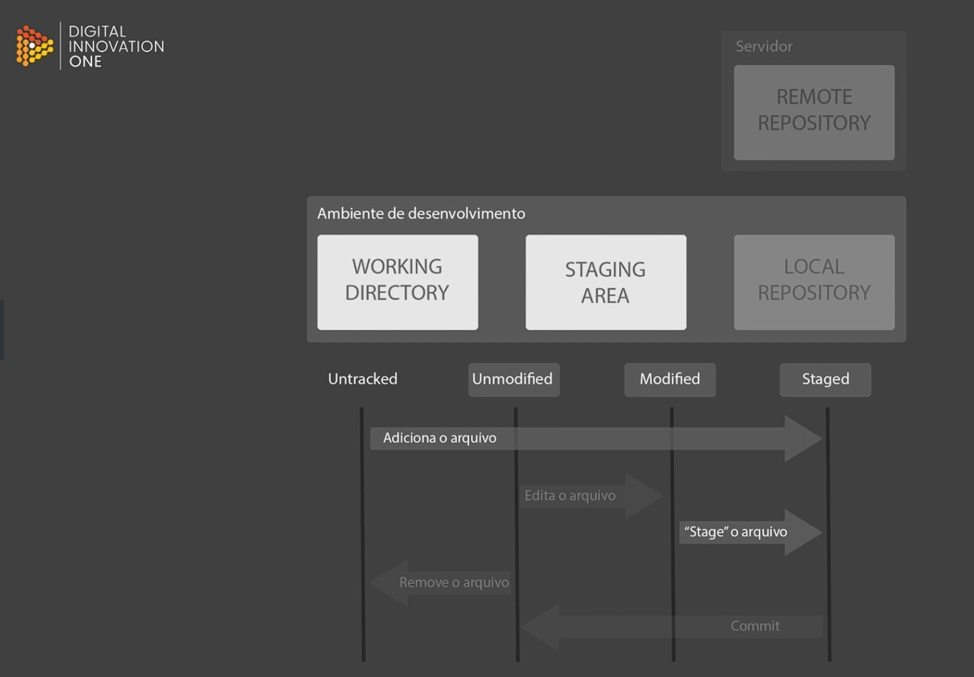 DIGITAL
INNOVATION
ONE
Servidor
REMOTE
REPOSITORY
Ambiente de desenvolvimento
WORKING
DIRECTORY
STAGING
AREA
LOCAL
REPOSITORY
Untracked
Unmodified
Modified
Staged
Adiciona o arquivo
Edita o arquivo
“Stage” o arquivo
Remove o arquivo
Commit